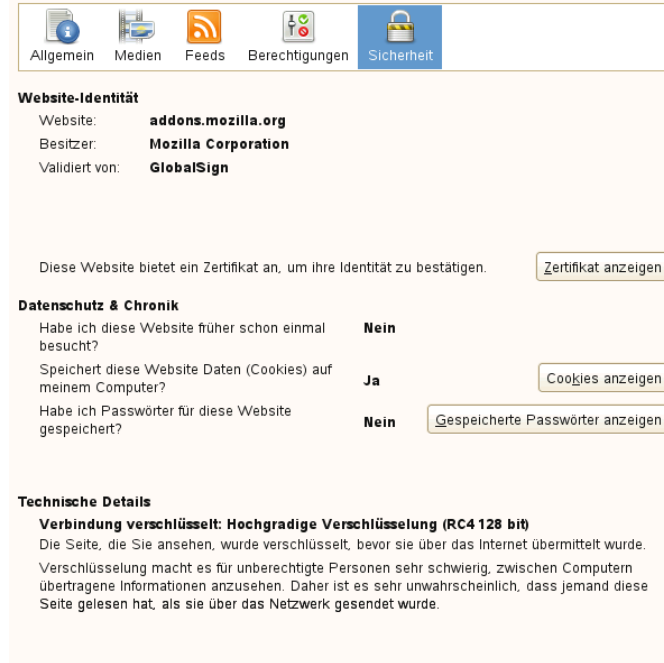 Allgemein Medien Feeds Berechtigungen Sicherheit
Website-Identität
Website: addons.mozilla.org
Besitzer: Mozilla Corporation
Validiert von: GlobalSign
Diese Website bietet ein Zertifikat an, um ihre Identität zu bestätigen. Zertifikat anzeigen
Datenschutz & Chronik
Habe ich diese Website früher schon einmal
besucht?
Nein
Speichert diese Website Daten (Cookies) auf
meinem Computer?
Ja Cookies anzeigen
Habe ich Passwörter für diese Website
gespeichert?
Nein Gespeicherte Passwörter anzeigen
Technische Details
Verbindung verschlüsselt: Hochgradige Verschlüsselung (RC4 128 bit)
Die Seite, die Sie ansehen, wurde verschlüsselt, bevor sie über das Internet übermittelt wurde.
Verschlüsselung macht es für unberechtigte Personen sehr schwierig, zwischen Computern
übertragene Informationen anzusehen. Daher ist es sehr unwahrscheinlich, dass jemand diese
Seite gelesen hat, als sie über das Netzwerk gesendet wurde.